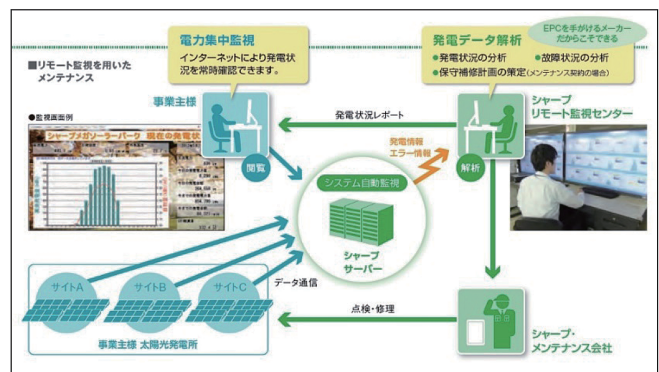 ■リモート監視を用いた
メンテナンス
電力集中監視
インターネットにより発電状
況を常時確認できます。
発電データ解析
EPCを手がけるメーカー
だからこそできる
●発電状況の分析 ●故障状況の分析
●保守補修計画の策定(メンテナンス契約の場合)
●監視画面例
シャープメガソーラーパーク 現在の発電状
事業主様
閲覧
発電状況レポート
シャープ
リモート監視センター
解析
発電情報
エラー情報
システム自動監視
シャープ
サーバー
サイトA
サイトB
サイトC
データ通信
事業主様 太陽光発電所
点検・修理
シャープ・
メンテナンス会社